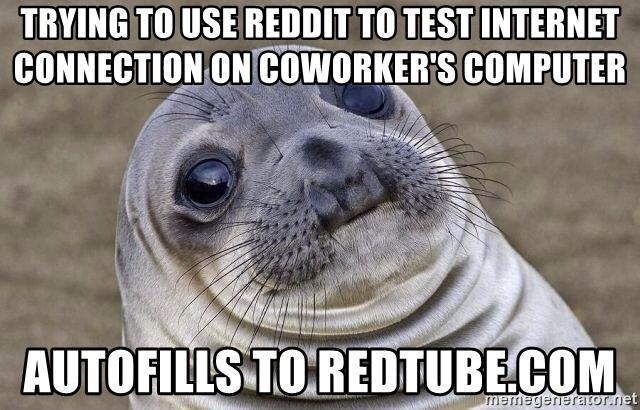 TRYING TO USE REDDIT TO TEST INTERNET
CONNECTION ON COWORKER'S COMPUTER
AUTOFILLS TO REDTUBE.COM
memegenerator.net